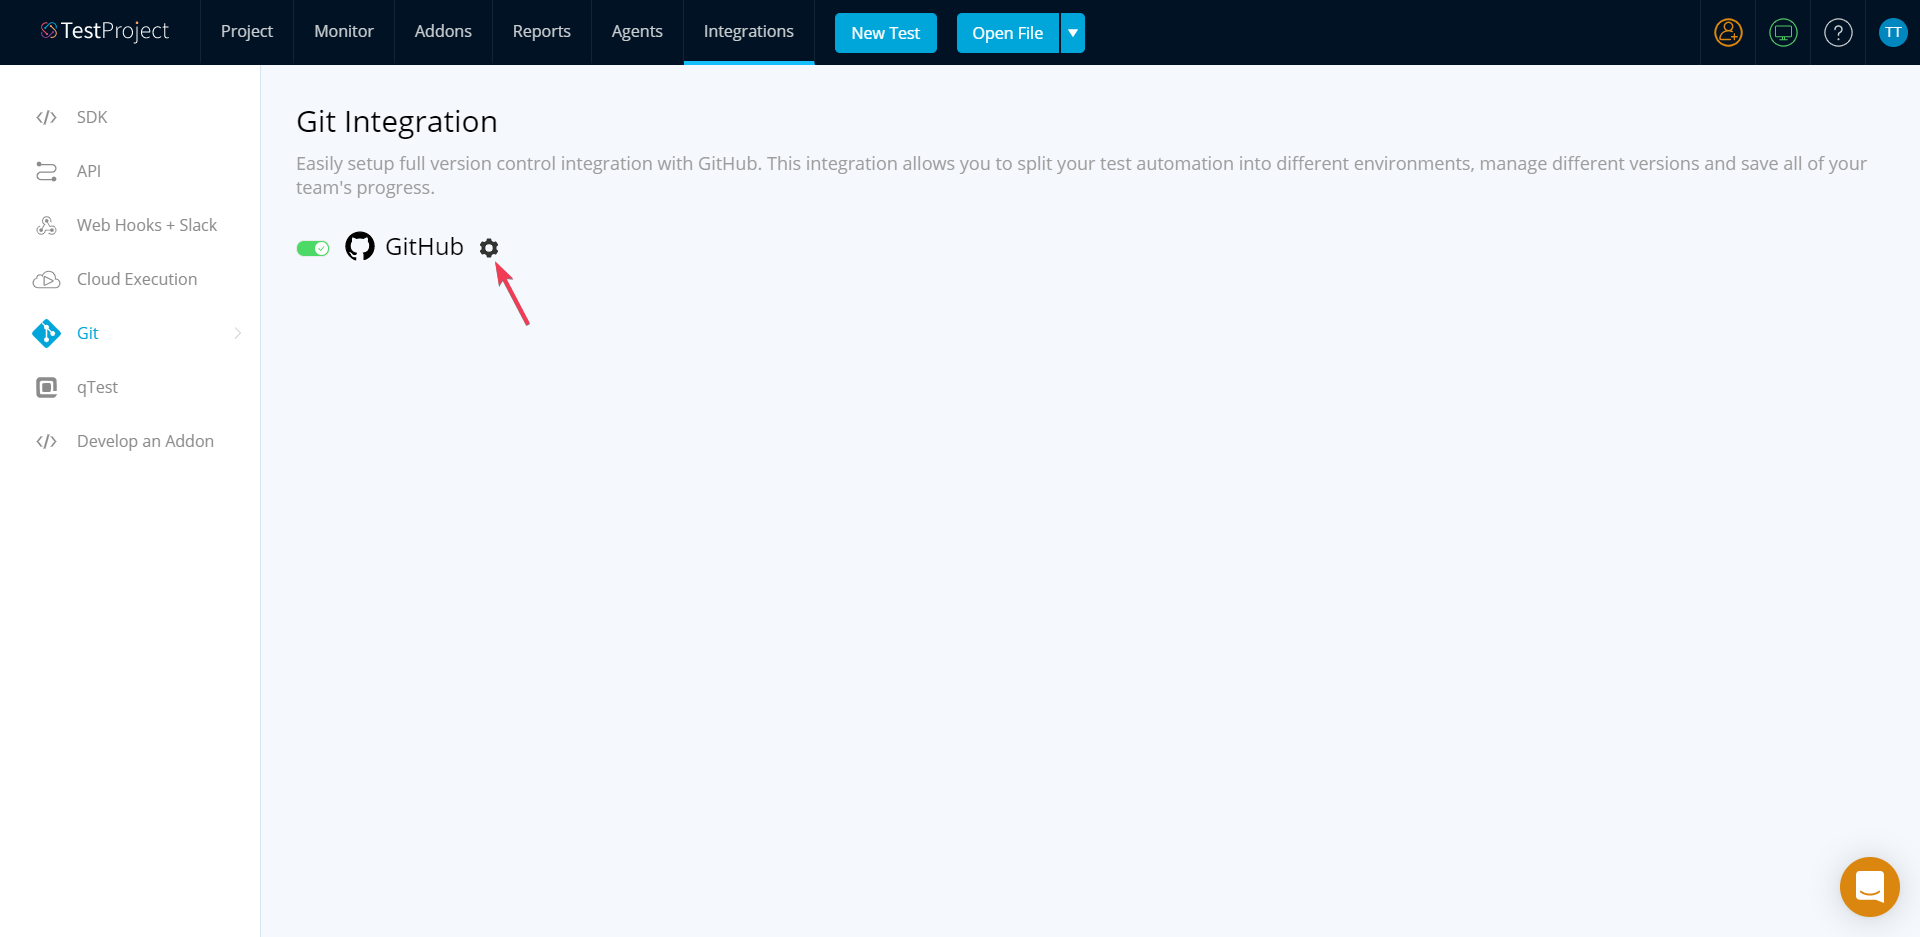 TestProject
Project
Monitor
Addons
Reports
Agents
Integrations
New Test
Open File
?
TT
SDK
API
Web Hooks + Slack
Cloud Execution
Git
qTest
Develop an Addon
Git Integration
Easily setup full version control integration with GitHub. This integration allows you to split your test automation into different environments, manage different versions and save all of your
team's progress.
GitHub